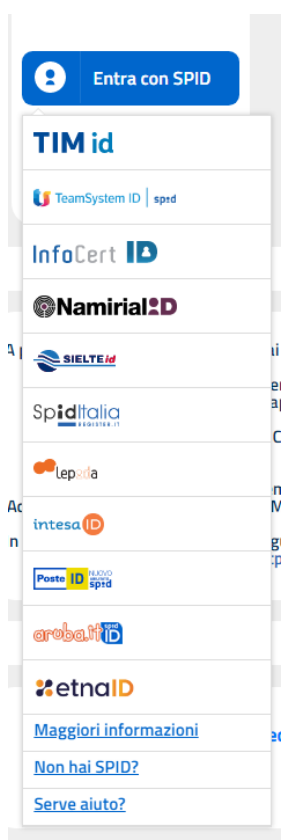 Entra con SPID
TIM id
TeamSystem ID | spid
InfoCert ID
NamirialID
SIELTE id
SpidItalia
REGISTER.IT
Lepida
intesa ID
Poste ID NUOVO
spid
aruba.it spid ID
etnaID
Maggiori informazioni
Non hai SPID?
Serve aiuto?